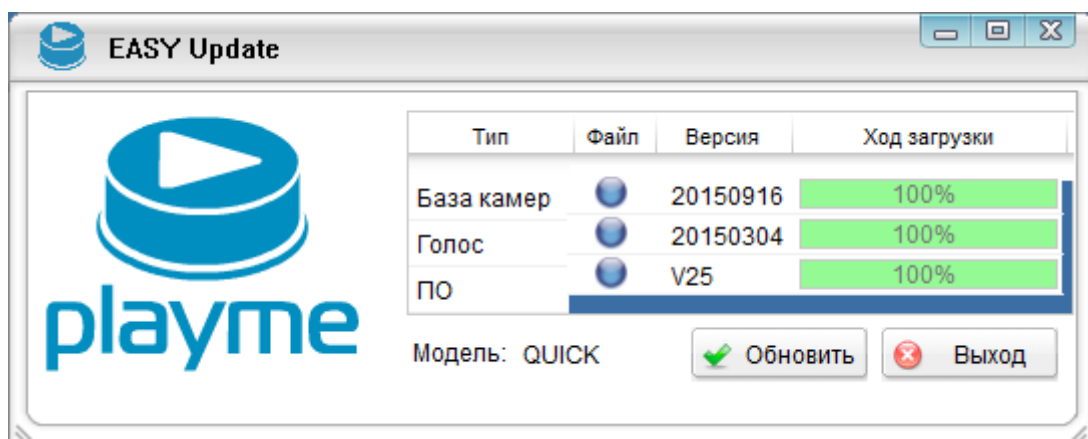 EASY Update
Тип Файл Версия Ход загрузки
База камер 20150916 100%
Голос 20150304 100%
ПО V25 100%
playme
Модель: QUICK Обновить Выход